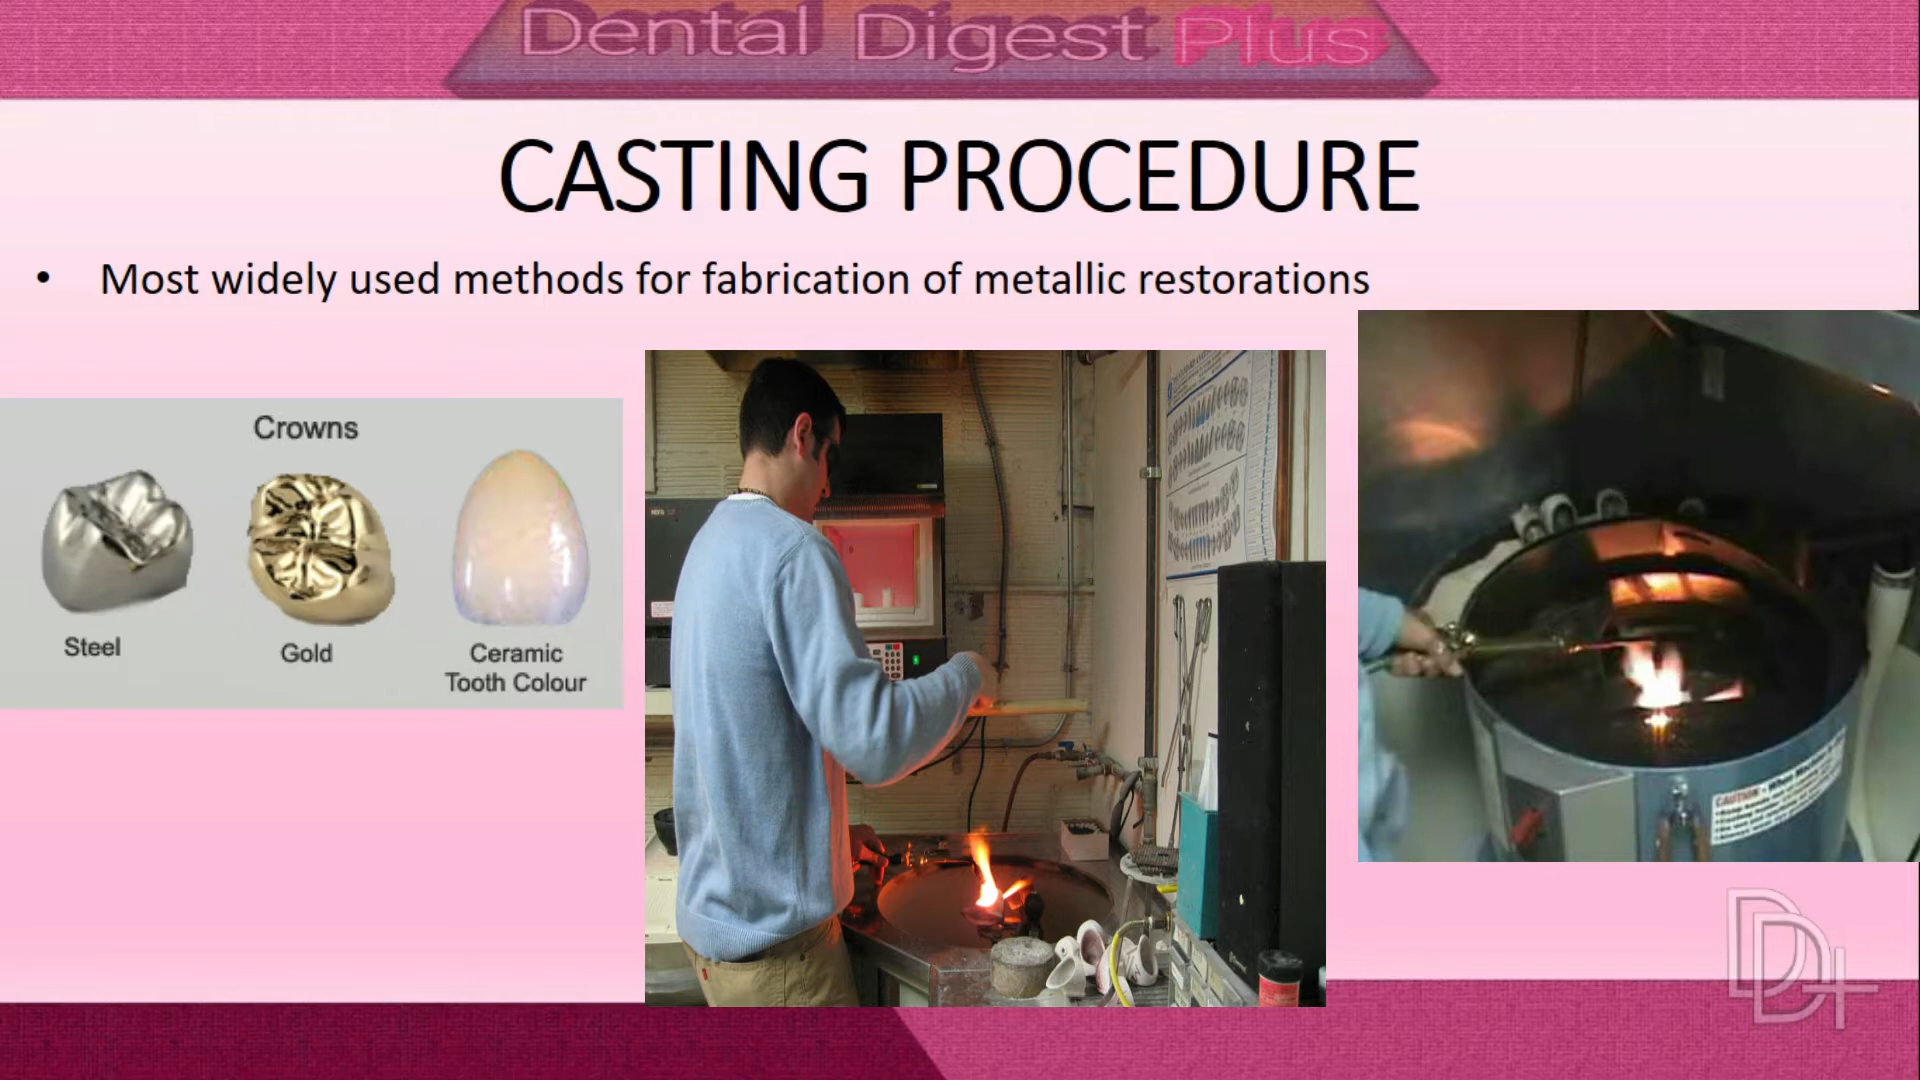 Dental Digest Plus
CASTING PROCEDURE
• Most widely used methods for fabrication of metallic restorations
Crowns
Steel
Gold
Ceramic
Tooth Colour
CAUTION
DD+